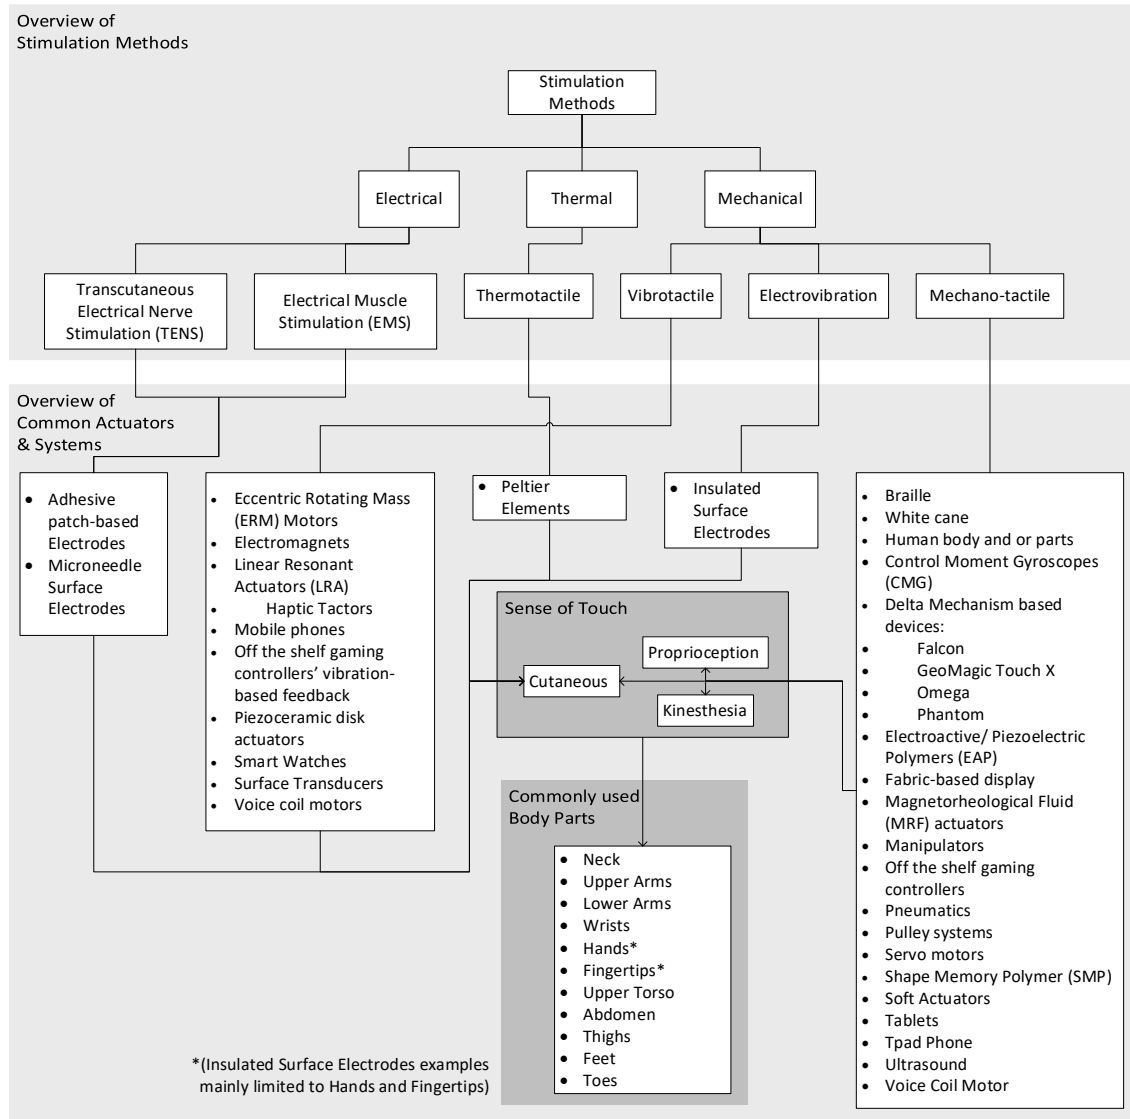 Overview of
Stimulation Methods
Stimulation
Methods
Electrical
Thermal
Mechanical
Transcutaneous
Electrical Nerve
Stimulation (TENS)
Electrical Muscle
Stimulation (EMS)
Thermotactile
Vibrotactile
Electrovibration
Mechano-tactile
Overview of
Common Actuators
& Systems
• Adhesive
patch-based
Electrodes
• Microneedle
Surface
Electrodes
• Eccentric Rotating Mass
(ERM) Motors
• Electromagnets
• Linear Resonant
Actuators (LRA)
• Haptic Tactors
• Mobile phones
• Off the shelf gaming
controllers’ vibration-
based feedback
• Piezoceramic disk
actuators
• Smart Watches
• Surface Transducers
• Voice coil motors
• Peltier
Elements
• Insulated
Surface
Electrodes
• Braille
• White cane
• Human body and or parts
• Control Moment Gyroscopes
(CMG)
• Delta Mechanism based
devices:
• Falcon
• GeoMagic Touch X
• Omega
• Phantom
• Electroactive/ Piezoelectric
Polymers (EAP)
• Fabric-based display
• Magnetorheological Fluid
(MRF) actuators
• Manipulators
• Off the shelf gaming
controllers
• Pneumatics
• Pulley systems
• Servo motors
• Shape Memory Polymer (SMP)
• Soft Actuators
• Tablets
• Tpad Phone
• Ultrasound
• Voice Coil Motor
Sense of Touch
Proprioception
Cutaneous
Kinesthesia
Commonly used
Body Parts
• Neck
• Upper Arms
• Lower Arms
• Wrists
• Hands*
• Fingertips*
• Upper Torso
• Abdomen
• Thighs
• Feet
• Toes
*(Insulated Surface Electrodes examples
mainly limited to Hands and Fingertips)